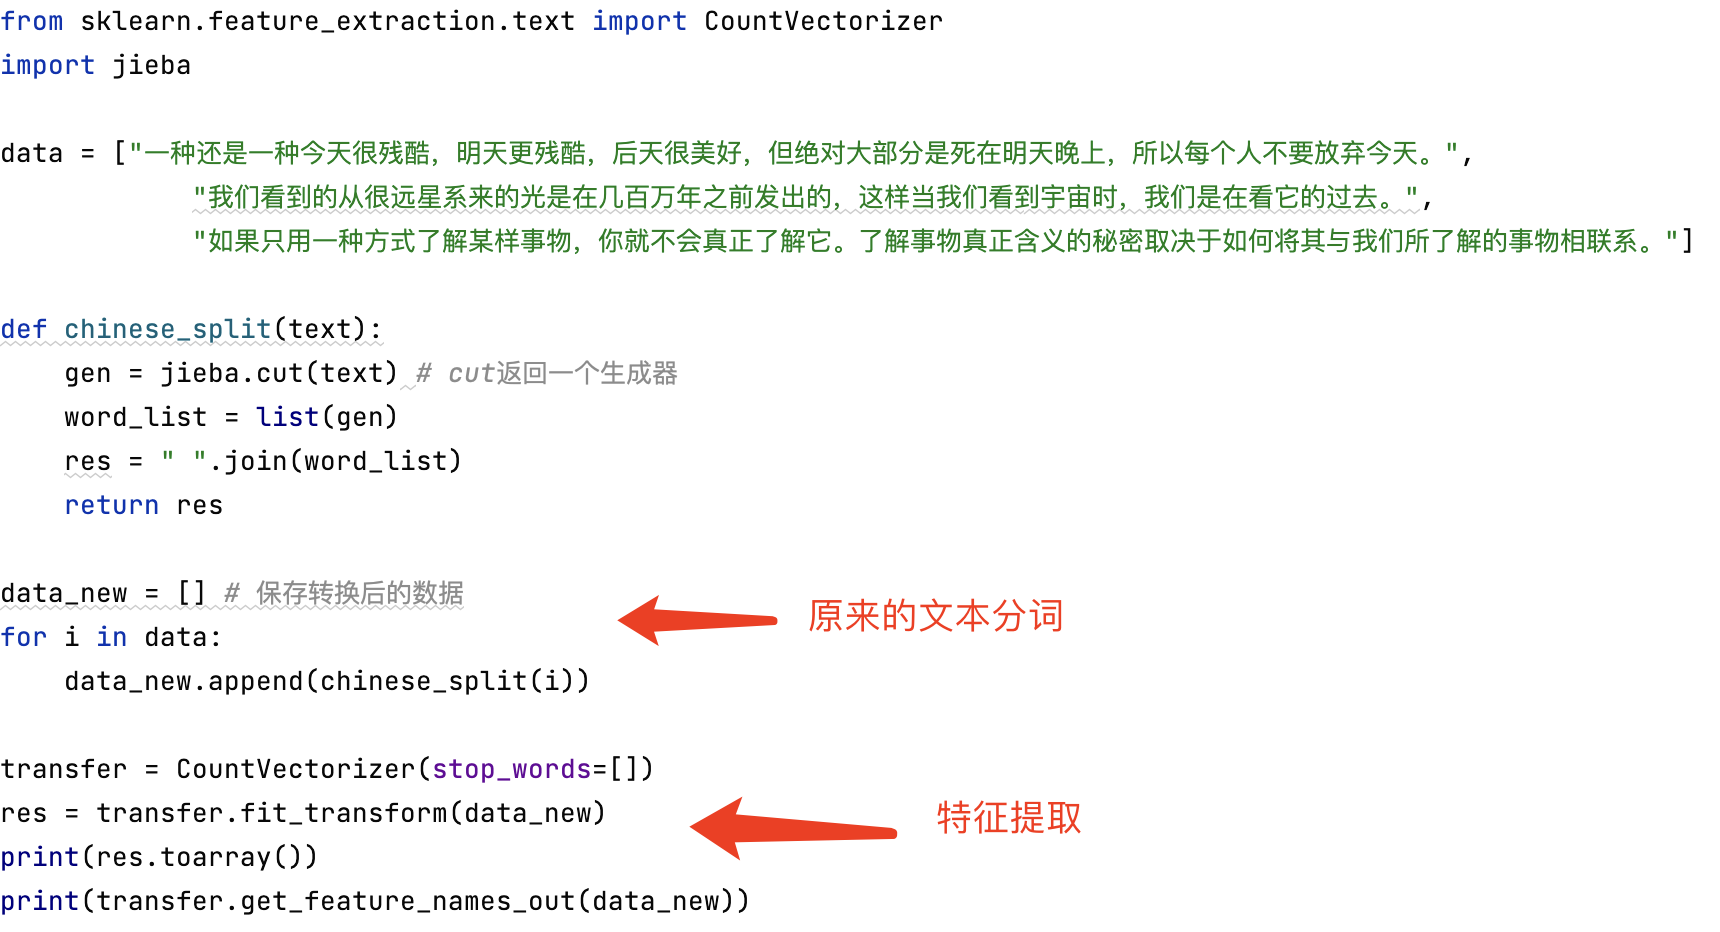 from sklearn.feature_extraction.text import CountVectorizer
import jieba
data = ["一种还是一种今天很残酷，明天更残酷，后天很美好，但绝对大部分是死在明天晚上，所以每个人不要放弃今天。",
"我们看到的从很远星系来的光是在几百万年之前发出的，这样当我们看到宇宙时，我们是在看它的过去。",
"如果只用一种方式了解某样事物，你就不会真正了解它。了解事物真正含义的秘密取决于如何将其与我们所了解的事物相联系。"]
def chinese_split(text):
    gen = jieba.cut(text) # cut返回一个生成器
    word_list = list(gen)
    res = " ".join(word_list)
    return res
data_new = [] # 保存转换后的数据
原来的文本分词
for i in data:
    data_new.append(chinese_split(i))
transfer = CountVectorizer(stop_words=[])
res = transfer.fit_transform(data_new)
特征提取
print(res.toarray())
print(transfer.get_feature_names_out(data_new))